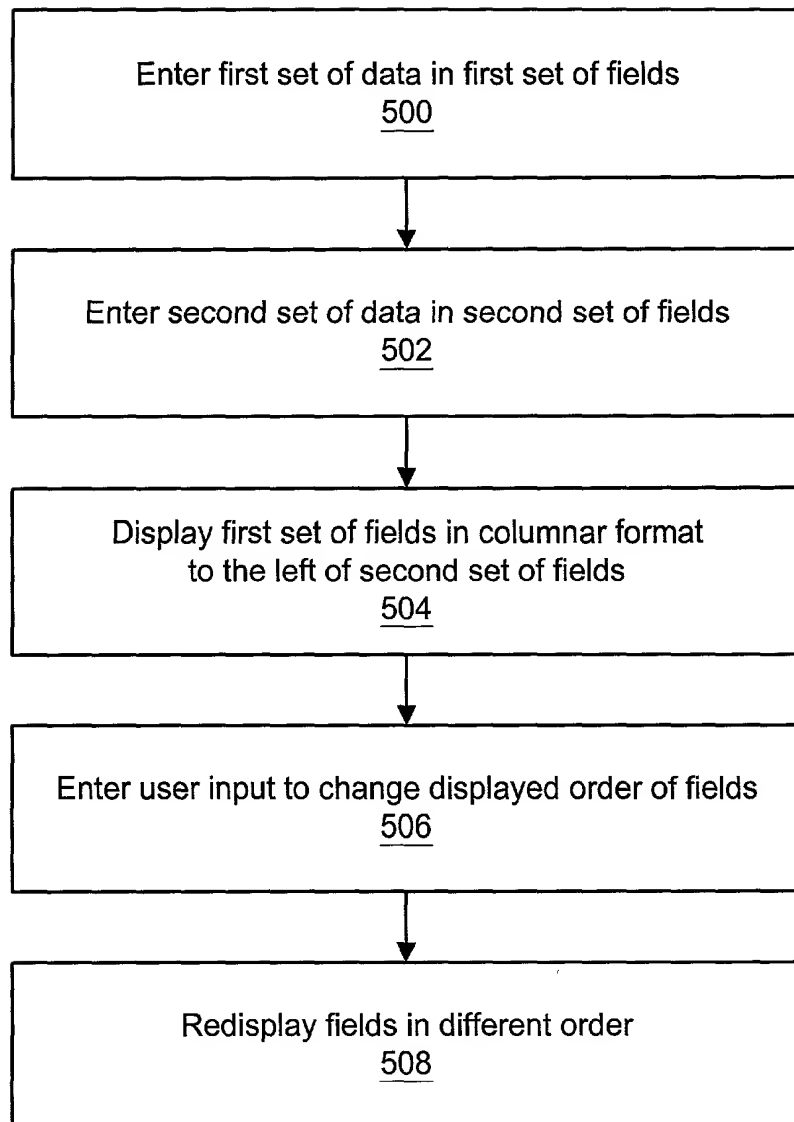 Enter first set of data in first set of fields
500
Enter second set of data in second set of fields
502
Display first set of fields in columnar format
to the left of second set of fields
504
Enter user input to change displayed order of fields
506
Redisplay fields in different order
508